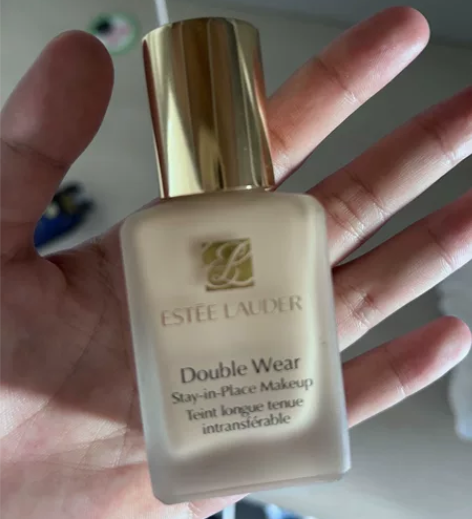 ESTĒE LAUDER
Double Wear
Stay-in-Place Makeup
Teint longue tenue
intransférable